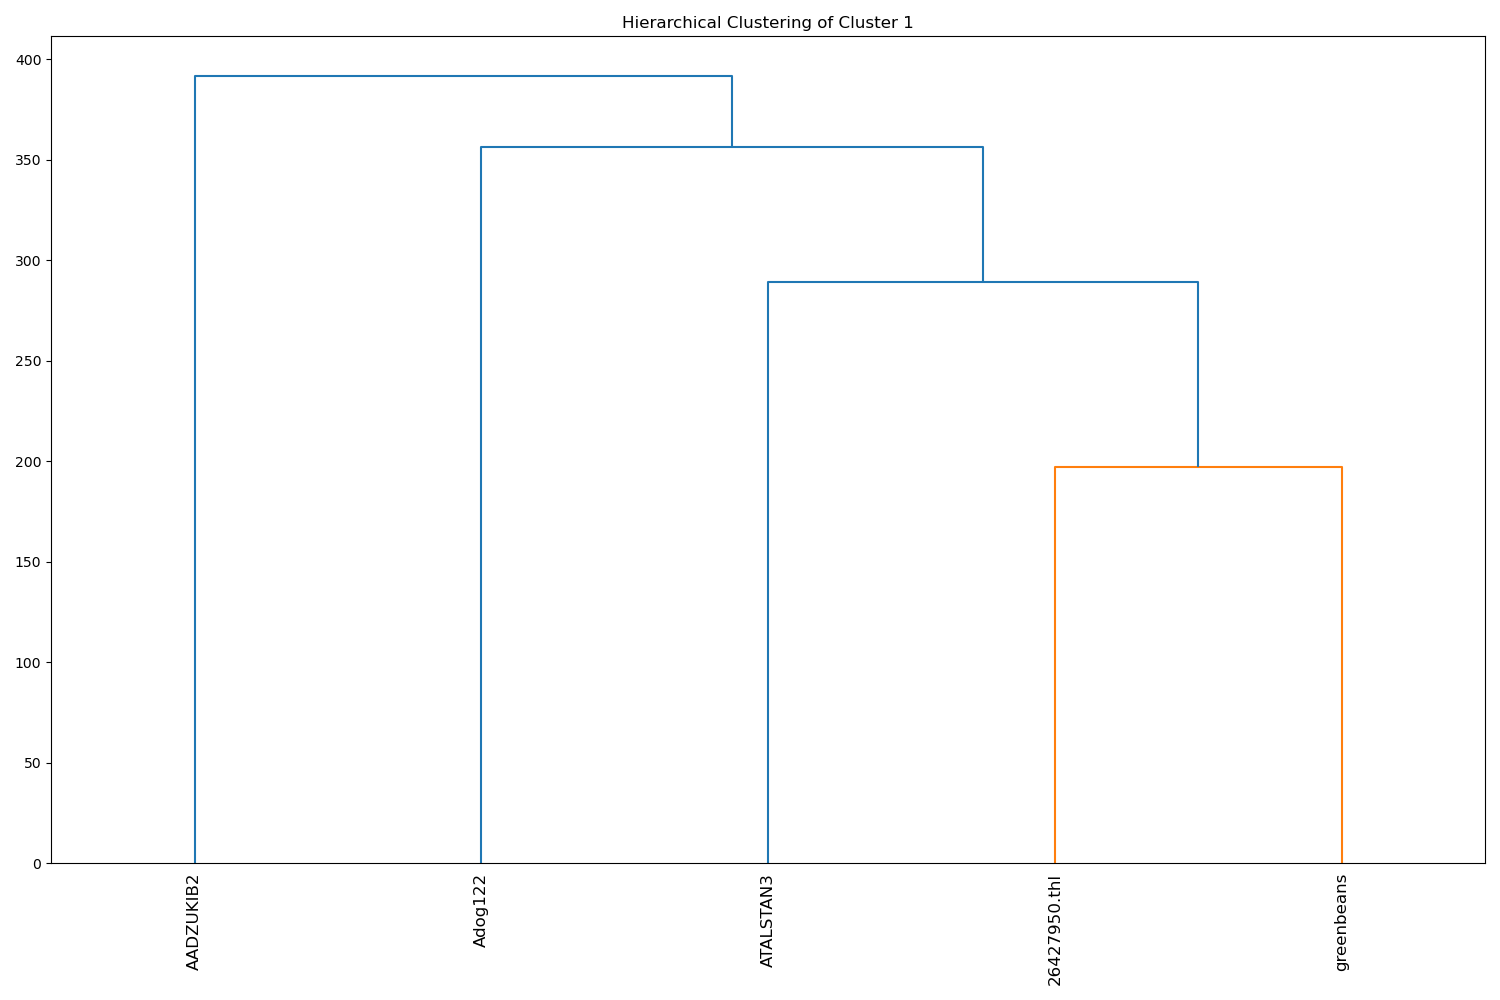 Hierarchical Clustering of Cluster 1
400
350
300
250
200
150
100
50
0
AADZUKIB2
Adog122
ATALSTAN3
26427950.thl
greenbeans